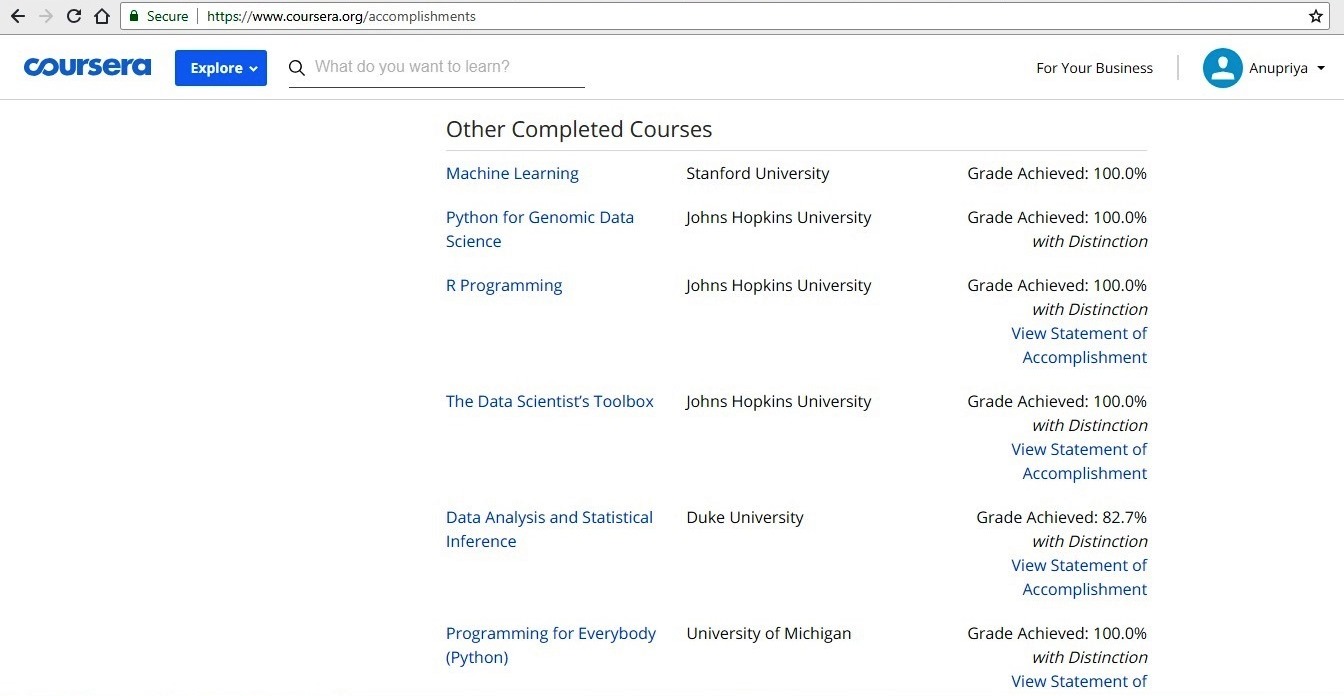 Secure https://www.coursera.org/accomplishments
coursera Explore What do you want to learn? For Your Business Anupriya
Other Completed Courses
Machine Learning Stanford University Grade Achieved: 100.0%
Python for Genomic Data Johns Hopkins University Grade Achieved: 100.0%
Science with Distinction
R Programming Johns Hopkins University Grade Achieved: 100.0%
with Distinction
View Statement of
Accomplishment
The Data Scientist’s Toolbox Johns Hopkins University Grade Achieved: 100.0%
with Distinction
View Statement of
Accomplishment
Data Analysis and Statistical Duke University Grade Achieved: 82.7%
Inference with Distinction
View Statement of
Accomplishment
Programming for Everybody University of Michigan Grade Achieved: 100.0%
(Python) with Distinction
View Statement of